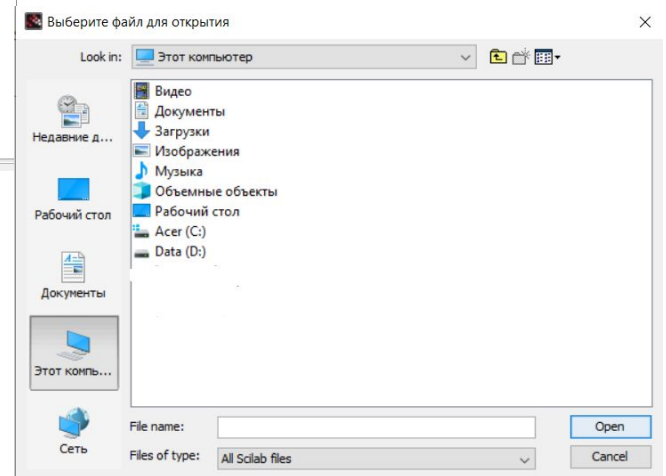 Выберите файл для открытия
Look in: Этот компьютер
Недавние д...
Рабочий стол
Документы
Этот компь...
Сеть
Видео
Документы
Загрузки
Изображения
Музыка
Объемные объекты
Рабочий стол
Acer (C:)
Data (D:)
File name:
Open
Files of type: All Scilab files
Cancel